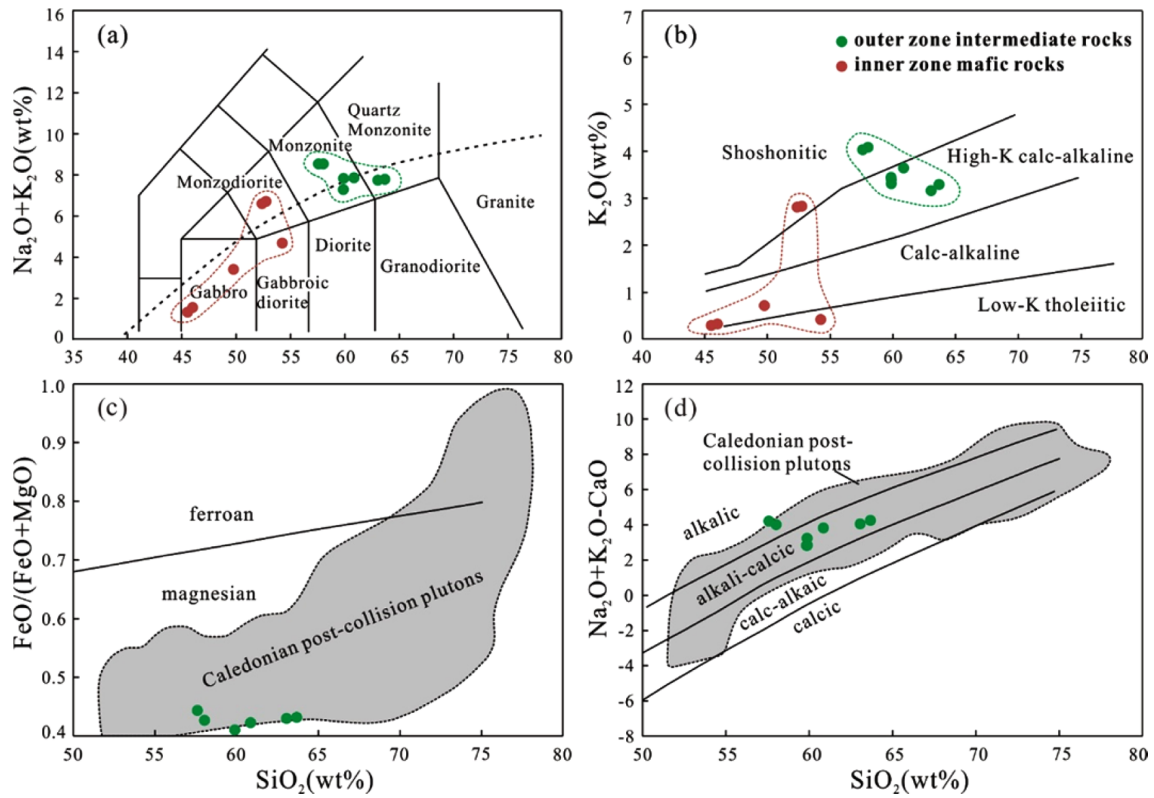 (a)
Na₂O+K₂O(wt%)
16
14
12
10
8
6
4
2
0
35
40
45
50
55
60
65
70
75
80
Quartz
Monzonite
Monzonite
Monzodiorite
Granite
Diorite
Granodiorite
Gabbro
Gabbroic
diorite
(b)
outer zone intermediate rocks
inner zone mafic rocks
K₂O(wt%)
7
6
5
4
3
2
1
0
40
45
50
55
60
65
70
75
80
Shoshonitic
High-K calc-alkaline
Calc-alkaline
Low-K tholeiitic
(c)
FeO/(FeO+MgO)
1.0
0.9
0.8
0.7
0.6
0.5
0.4
ferroan
magnesian
Caledonian post-collision plutons
50
55
60
65
70
75
80
SiO₂(wt%)
(d)
Na₂O+K₂O-CaO
12
10
8
6
4
2
0
-2
-4
-6
-8
Caledonian post-
collision plutons
alkalic
alkali-calcic
calc-alkaic
calcic
50
55
60
65
70
75
80
SiO₂(wt%)